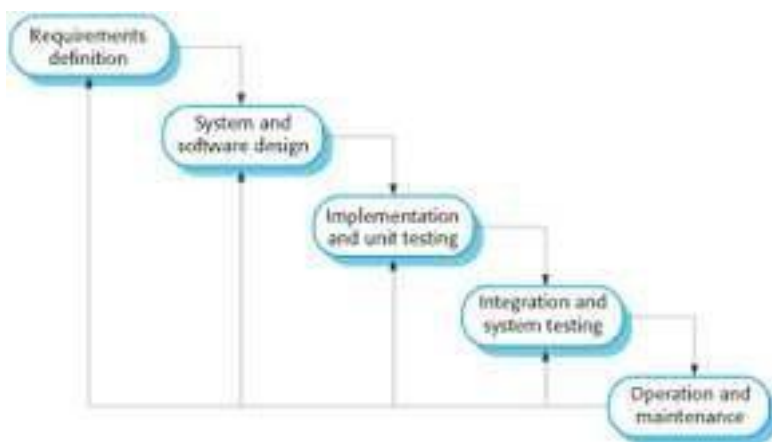 Requirements
definition
System and
software design
Implementation
and unit testing
Integration and
system testing
Operation and
maintenance